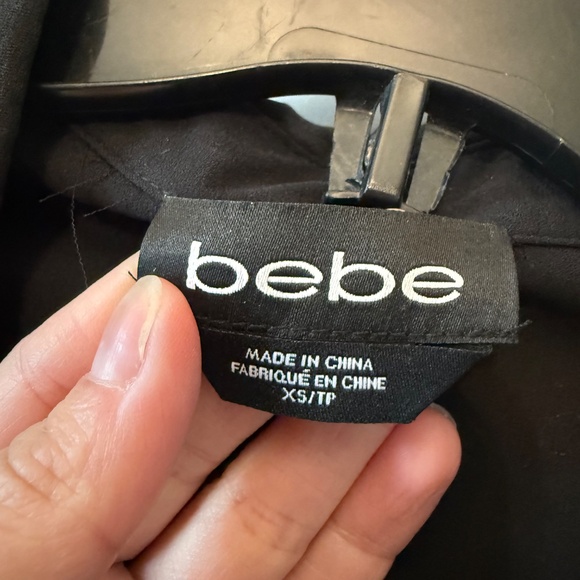 bebe
MADE IN CHINA
FABRIQUÉ EN CHINE
XS/TP